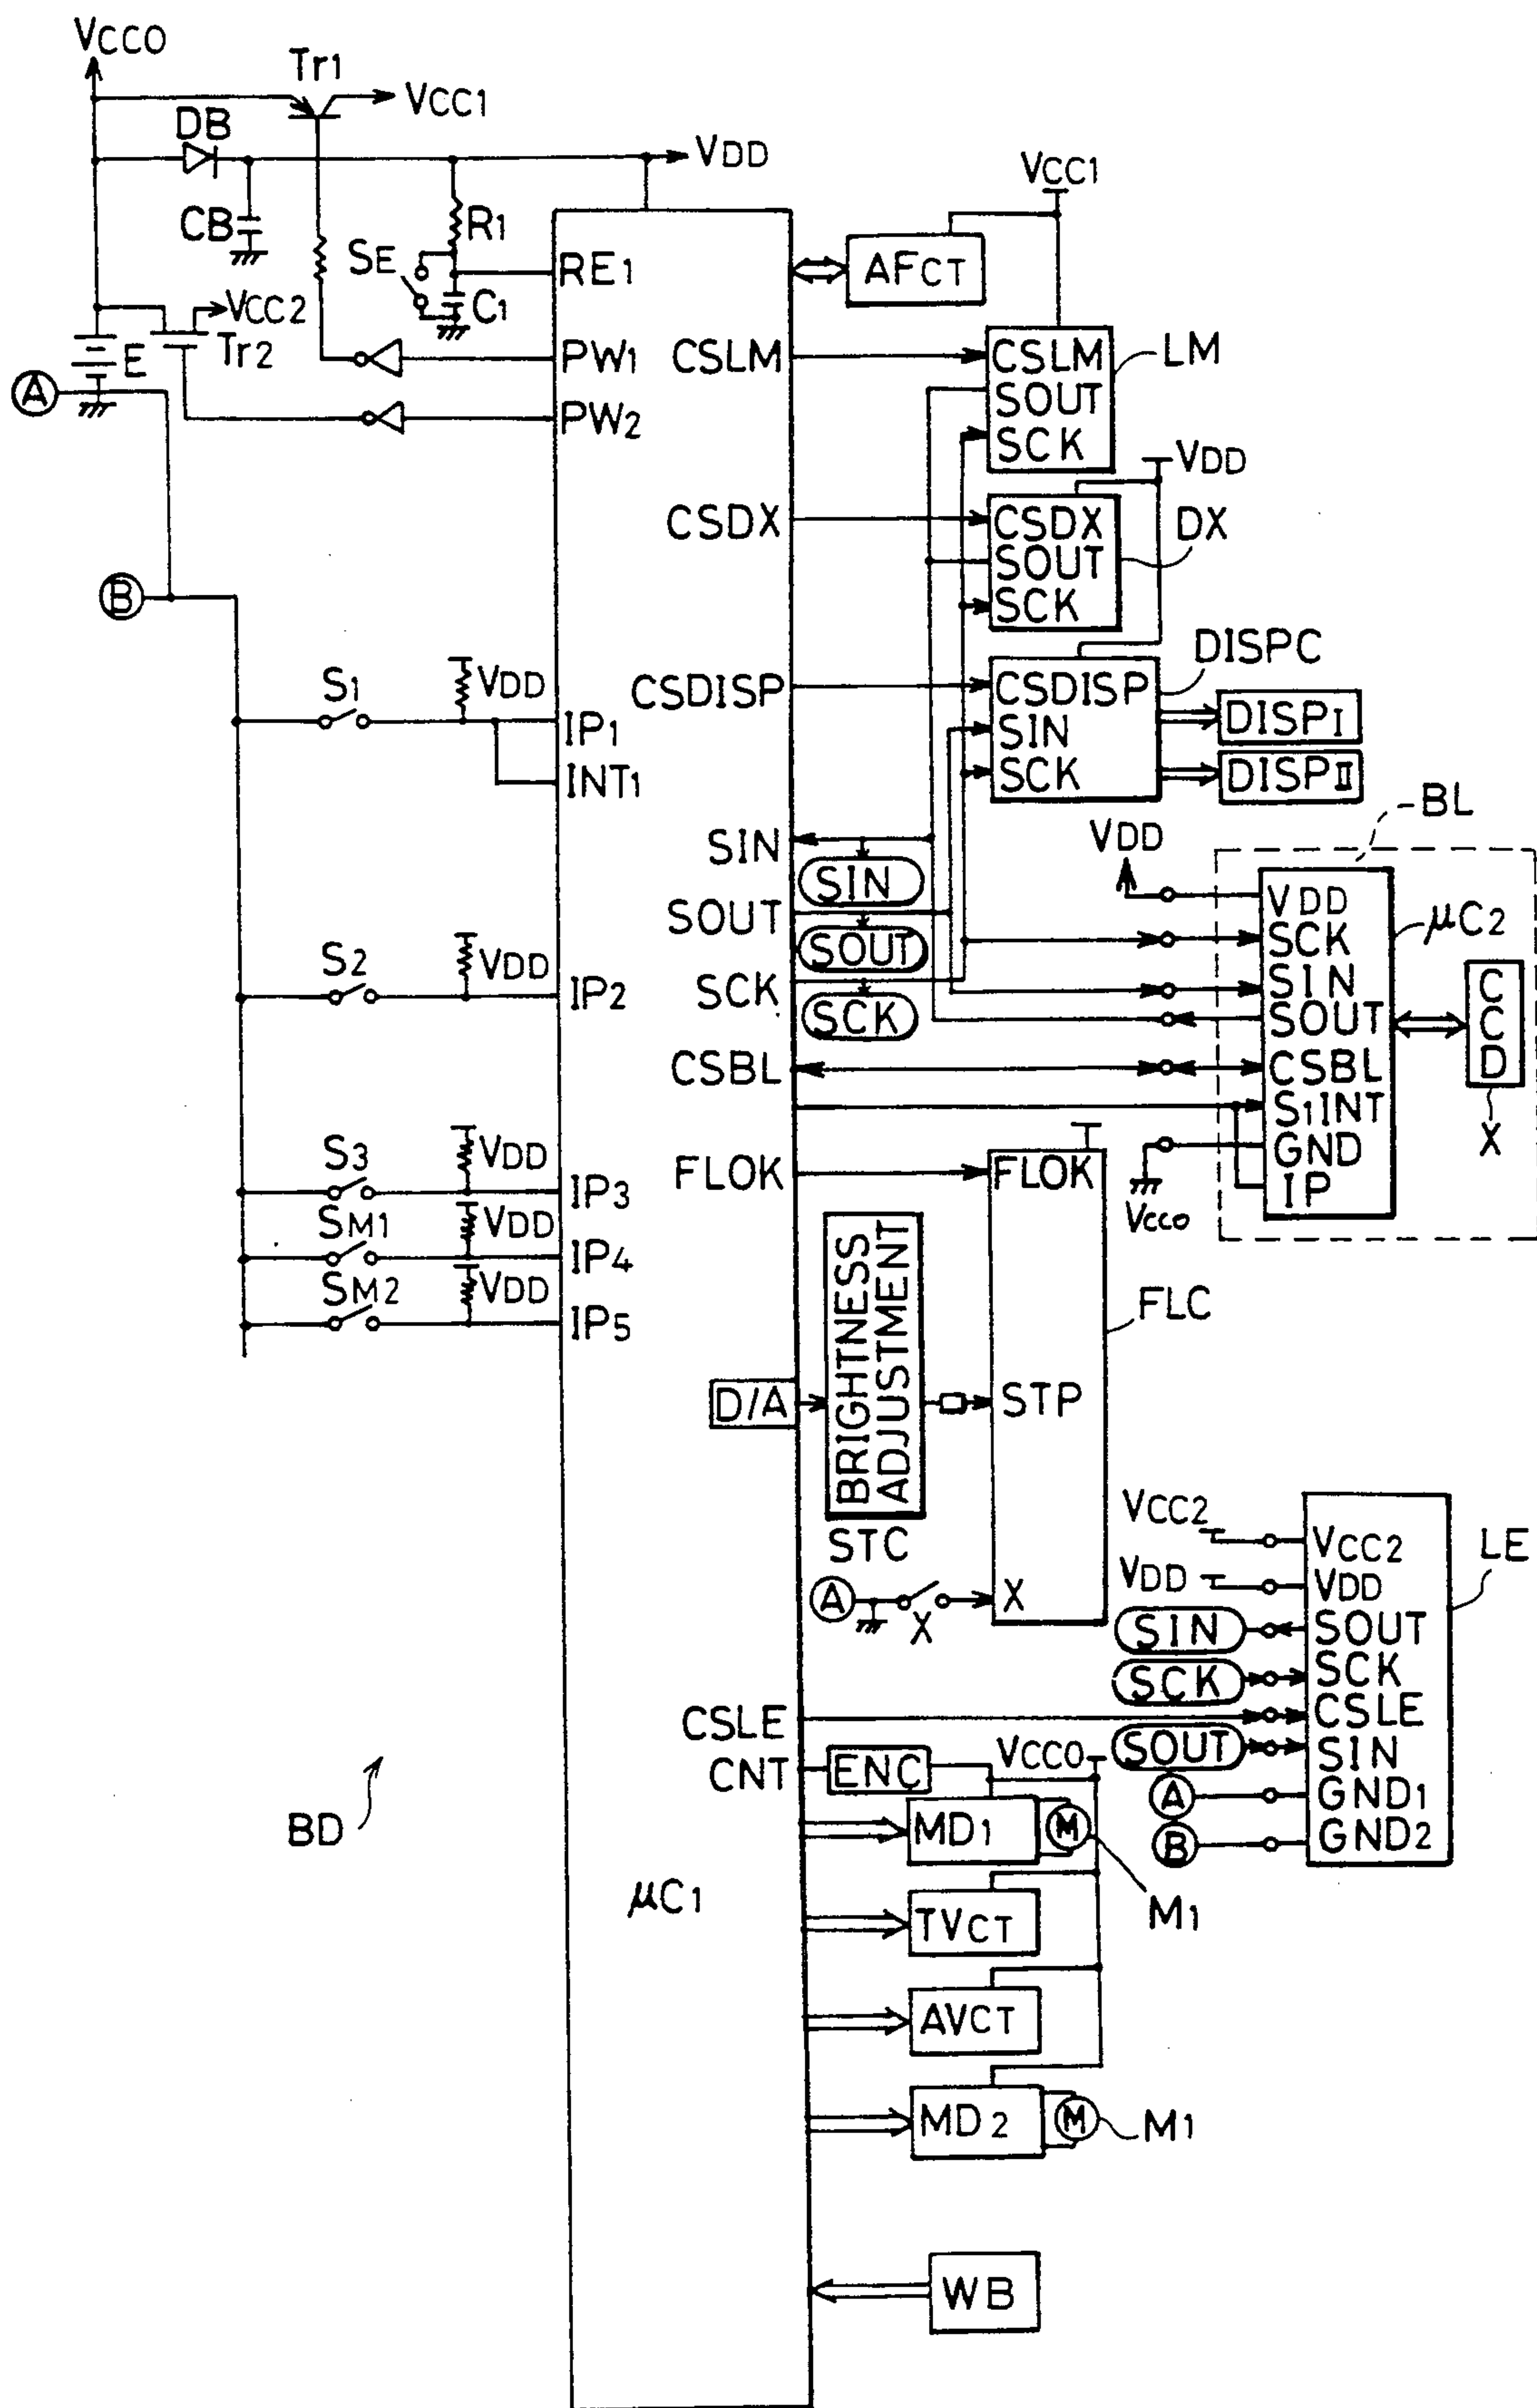 VCC0
Tr1
VCC1
DB
VDD
VCC1
CB
R1
SE
RE1
AFCT
C1
VCC2
Tr2
E
PW1
CSLM
CSLM
LM
A
SOUT
PW2
SCK
VDD
CSDX
CSDX
DX
SOUT
B
SCK
DISPC
S1
VDD
CSDISP
CSDISP
DISPI
IP1
SIN
INT1
SCK
DISPII
BL
SIN
VDD
SIN
VDD
SOUT
SCK
μC2
S2
VDD
SOUT
SIN
C
C
D
IP2
SCK
SCK
SOUT
CSBL
CSBL
S1INT
X
S3
VDD
GND
FLOK
FLOK
IP3
IP
SM1
VDD
VCC0
IP4
SM2
VDD
BRIGHTNESS
ADJUSTMENT
FLC
IP5
D/A
STP
VCC2
STC
VCC2
LE
VDD
VDD
A
X
X
SIN
SOUT
SCK
SCK
CSLE
CSLE
SOUT
SIN
CNT
ENC
VCC0
A
GND1
BD
MD1
M
B
GND2
μC1
M1
TVCT
AVCT
MD2
M
M1
WB